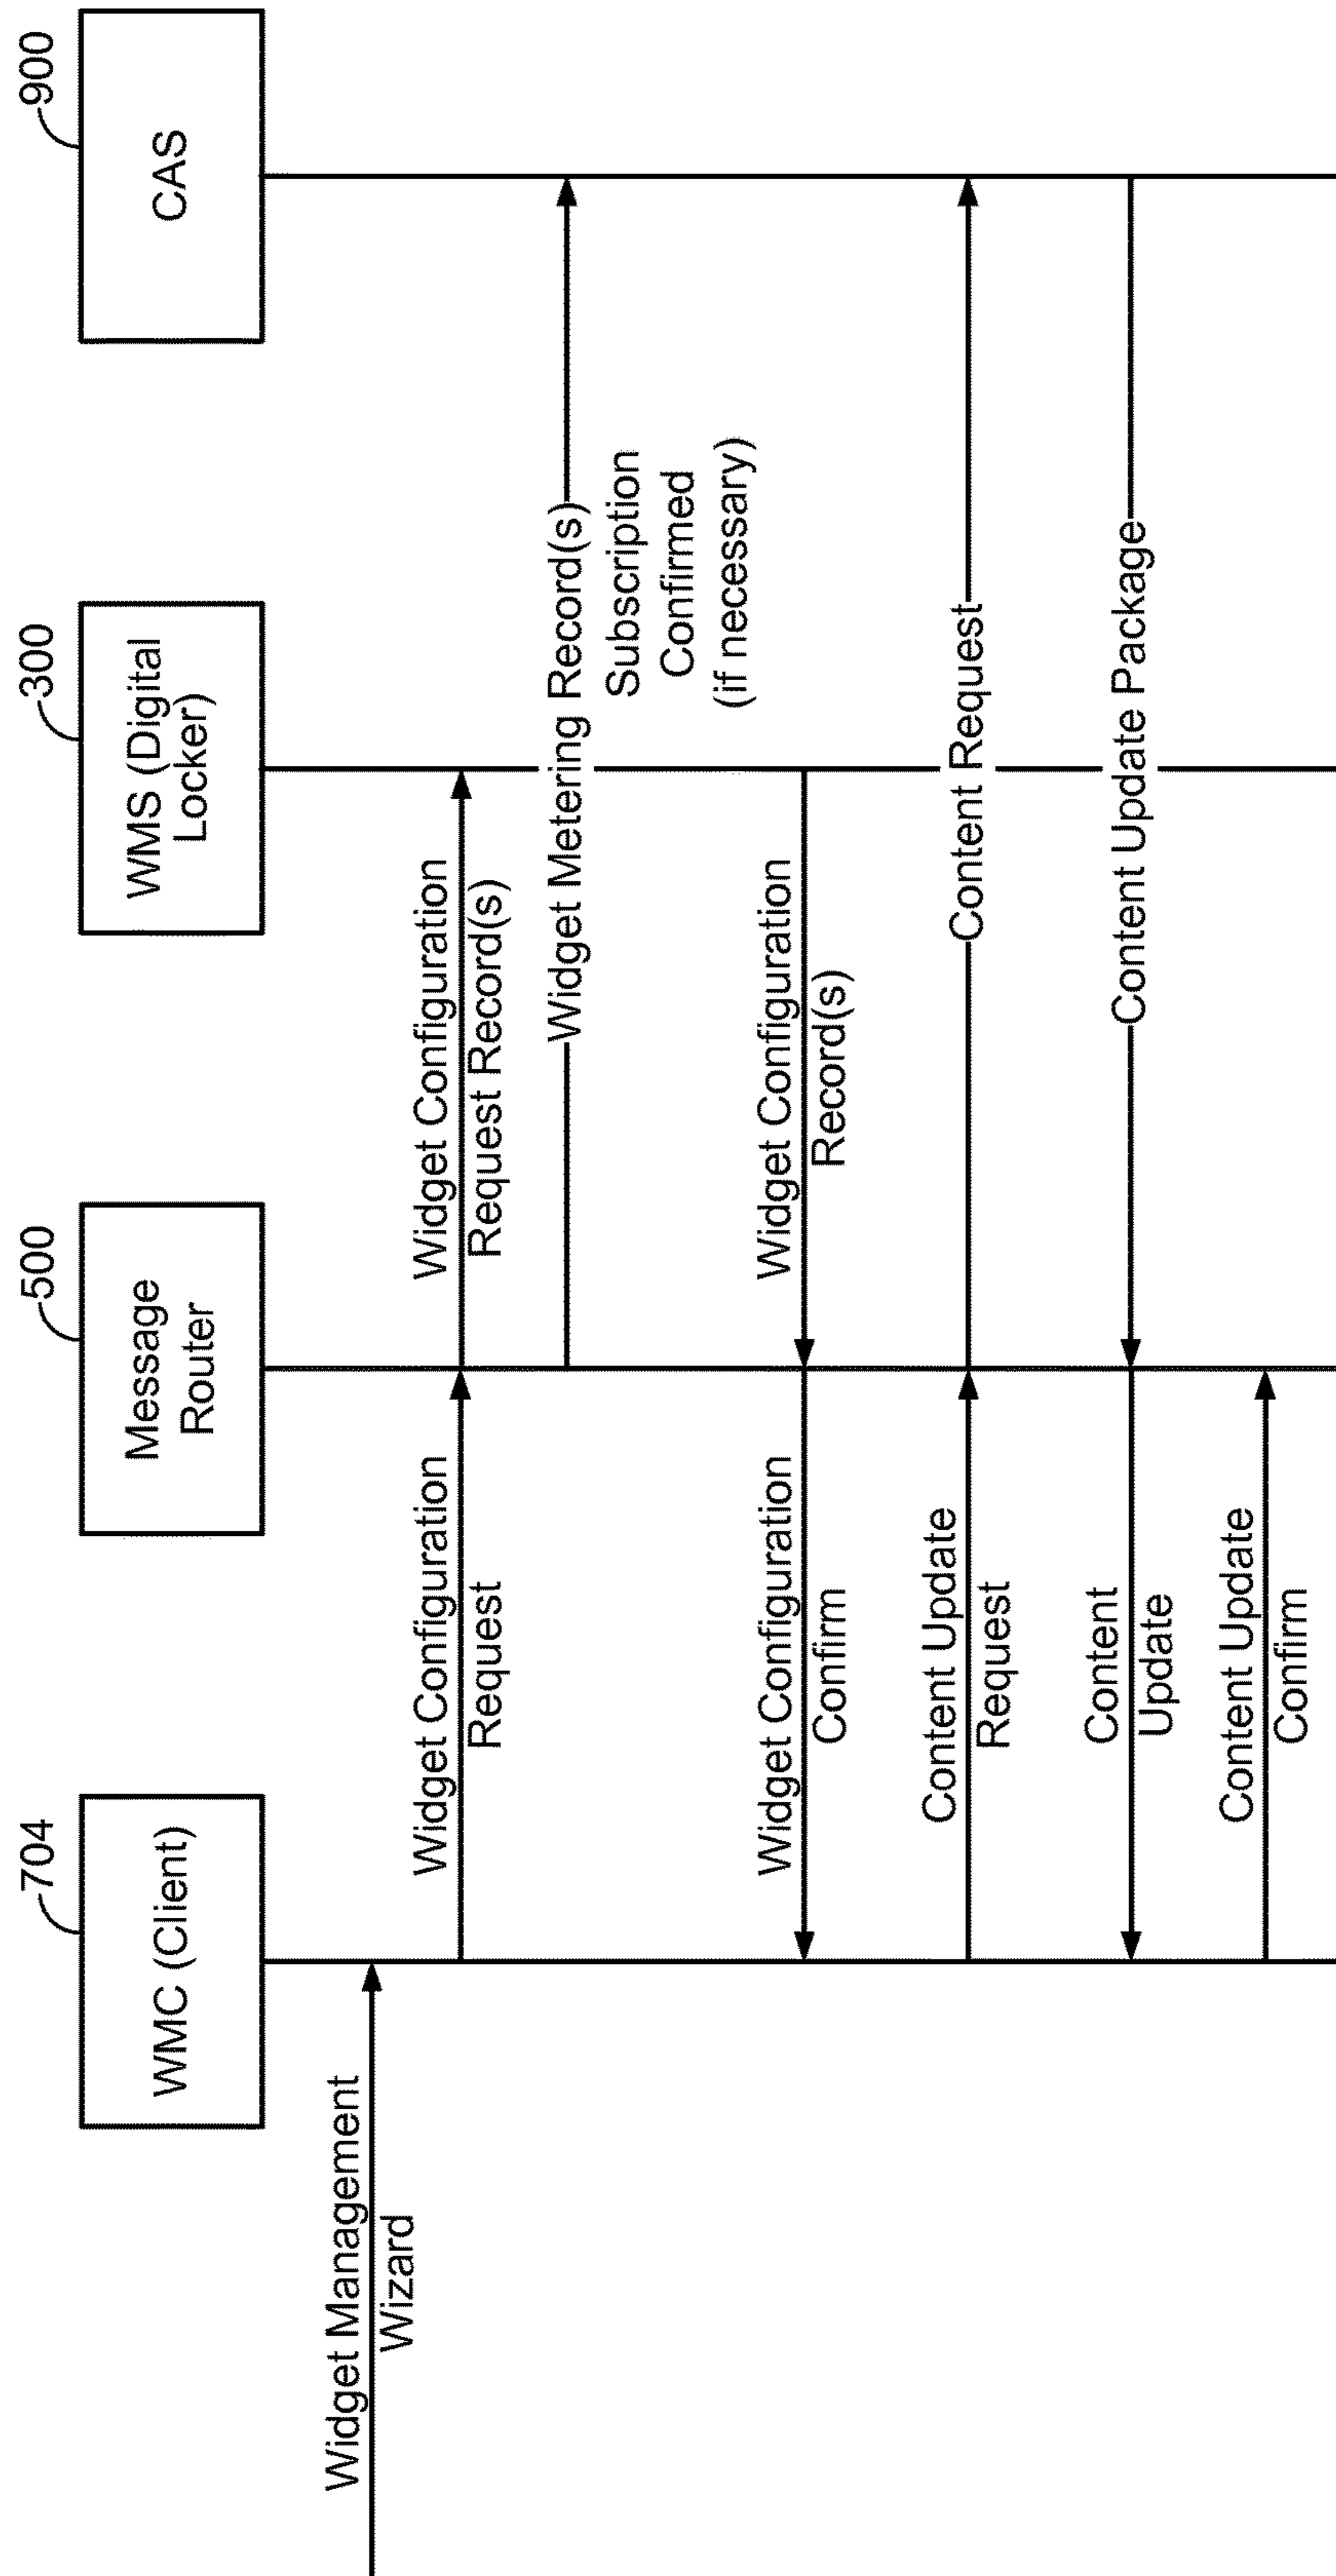 704
500
300
900
WMC (Client)
Message
Router
WMS (Digital
Locker)
CAS
Widget Management
Wizard
Widget Configuration
Request
Widget Configuration
Request Record(s)
Widget Metering Record(s)
Subscription
Confirmed
(if necessary)
Widget Configuration
Confirm
Widget Configuration
Record(s)
Content Update
Request
Content Request
Content
Update
Content Update Package
Content Update
Confirm